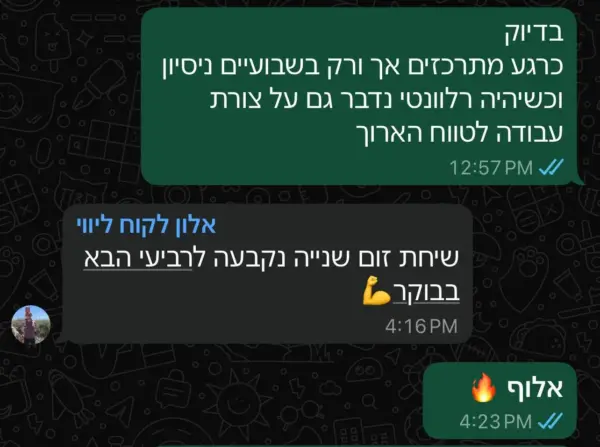 בדיוק
כרגע מתרכזים אך ורק בשבועיים ניסיון
וכשיהיה רלוונטי נדבר גם על צורת
עבודה לטווח הארוך
12:57 PM
אלון לקוח ליווי
שיחת זום שנייה נקבעה לרביעי הבא
בבוקר💪
4:16 PM
אלוף 🔥
4:23 PM